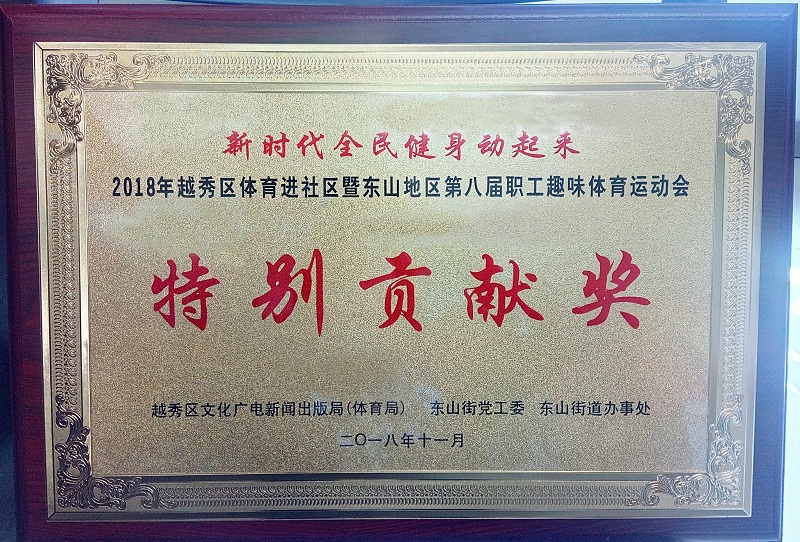 新时代全民健身动起来
2018年越秀区体育进社区暨东山地区第八届职工趣味体育运动会
特别贡献奖
越秀区文化广电新闻出版局(体育局) 东山街党工委 东山街道办事处
二〇一八年十一月